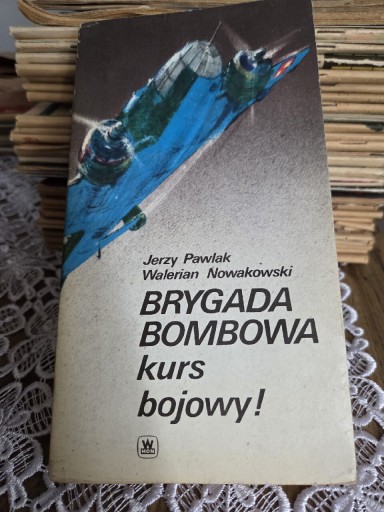 Jerzy Pawlak
Walerian Nowakowski
BRYGADA
BOMBOWA
kurs
bojowy!
W
MON